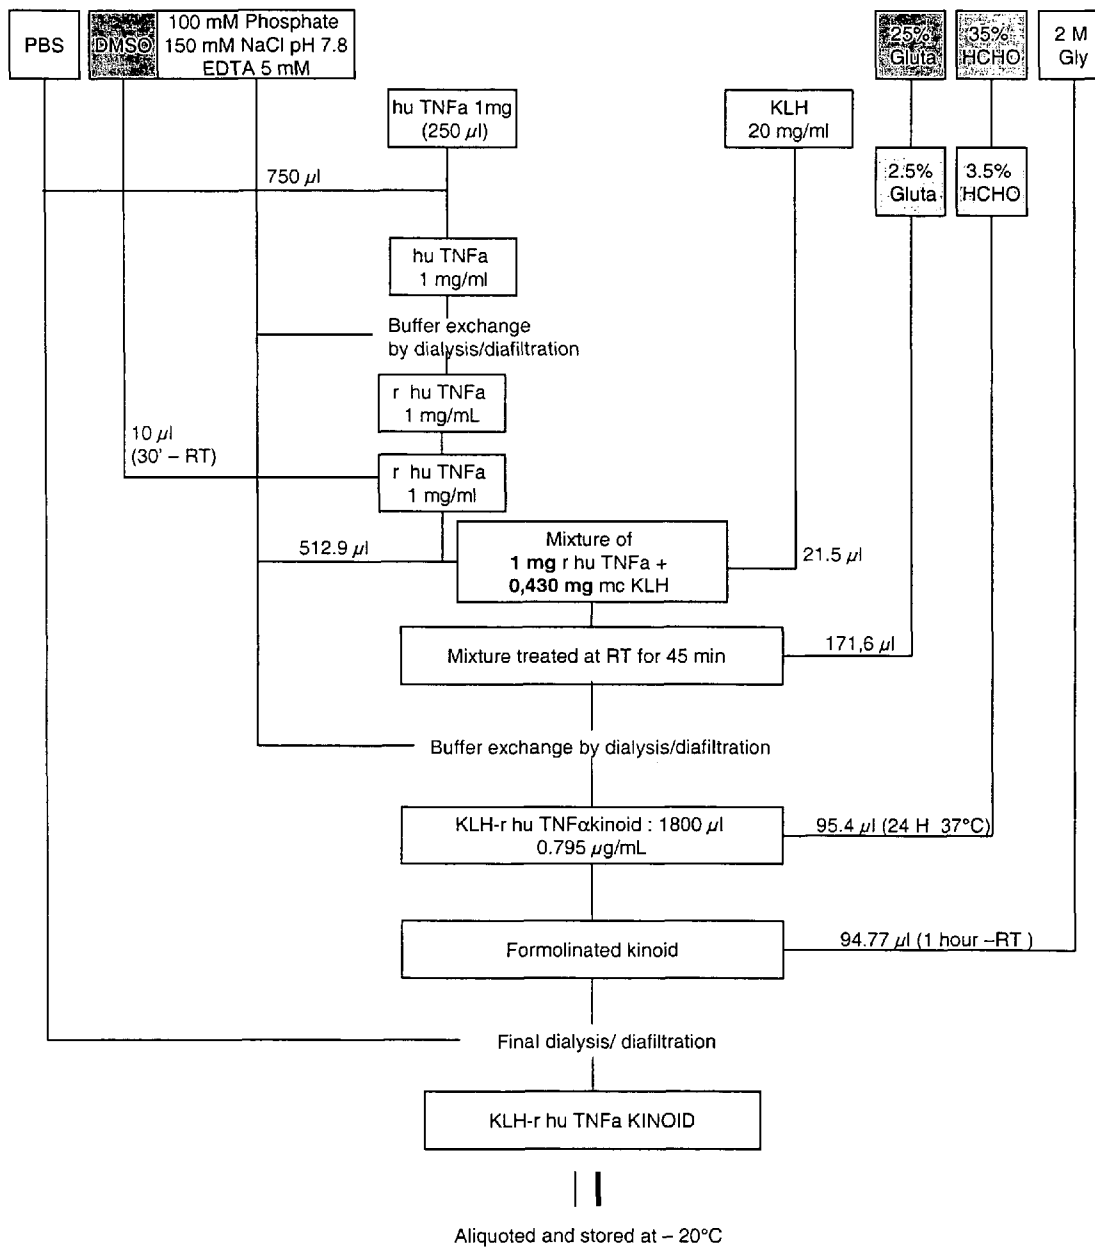 PBS
DMSO
100 mM Phosphate
150 mM NaCl pH 7.8
EDTA 5 mM
25%
Gluta
35%
HCHO
2 M
Gly
hu TNFa 1mg
(250 µl)
KLH
20 mg/ml
2.5%
Gluta
3.5%
HCHO
750 µl
hu TNFa
1 mg/ml
Buffer exchange
by dialysis/diafiltration
r hu TNFa
1 mg/mL
10 µl
(30' – RT)
r hu TNFa
1 mg/ml
512.9 µl
Mixture of
1 mg r hu TNFa +
0,430 mg mc KLH
21.5 µl
Mixture treated at RT for 45 min
171,6 µl
Buffer exchange by dialysis/diafiltration
KLH-r hu TNFαkinoid : 1800 µl
0.795 µg/mL
95.4 µl (24 H 37°C)
Formolinated kinoid
94.77 µl (1 hour –RT )
Final dialysis/ diafiltration
KLH-r hu TNFa KINOID
Aliquoted and stored at – 20°C